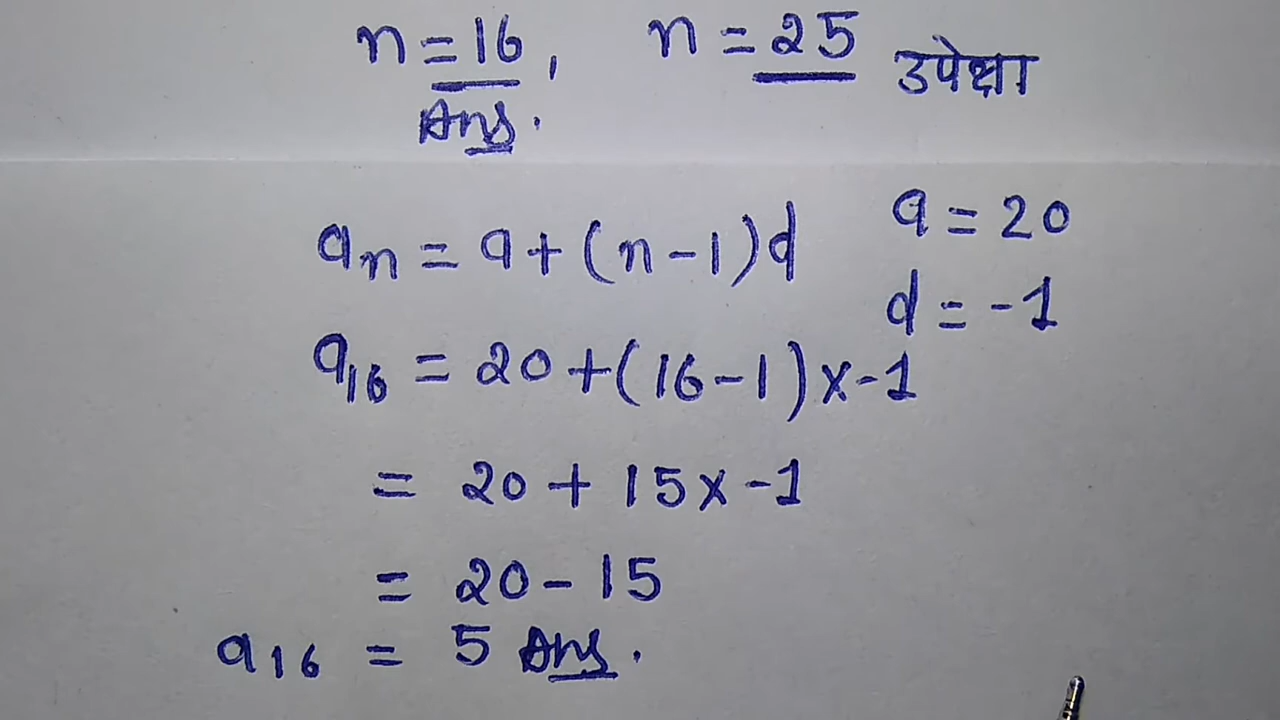 n = 16, n = 25 उपेक्षा
Ans.
an = a + (n - 1)d a = 20
d = -1
a16 = 20 + (16 - 1) x -1
= 20 + 15 x -1
= 20 - 15
a16 = 5 Ans.